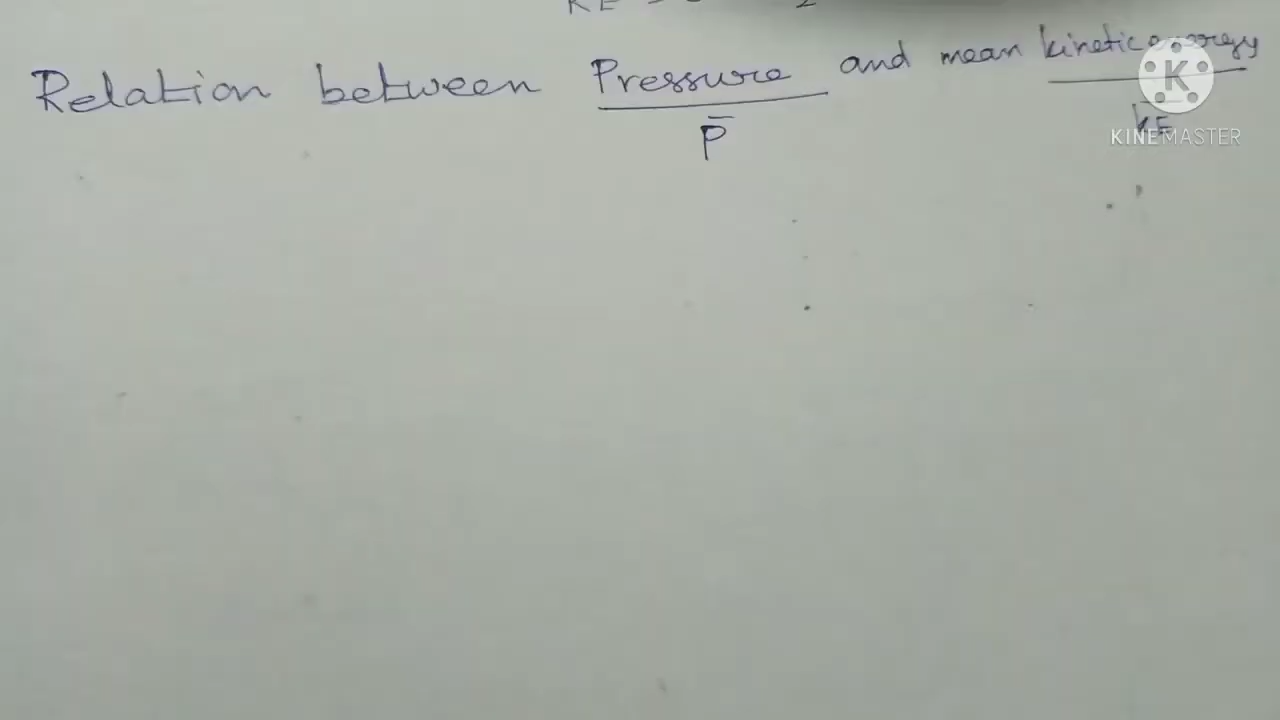 Relation between Pressure and mean kinetic energy
P̄ K̄E
KINEMASTER